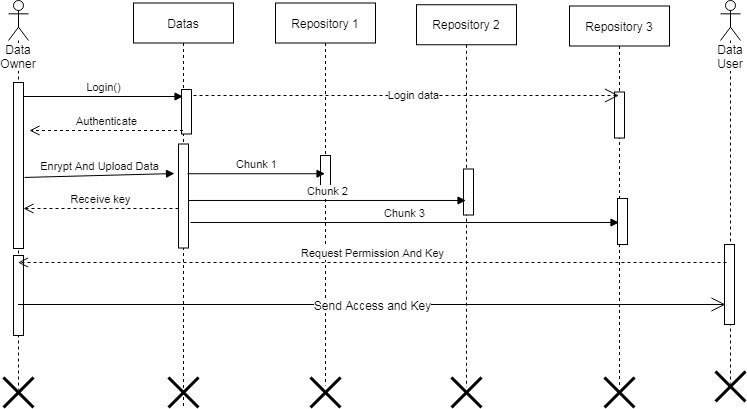 Datas
Repository 1
Repository 2
Repository 3
Data
Owner
Data
User
Login()
Login data
Authenticate
Enrypt And Upload Data
Chunk 1
Chunk 2
Receive key
Chunk 3
Request Permission And Key
Send Access and Key